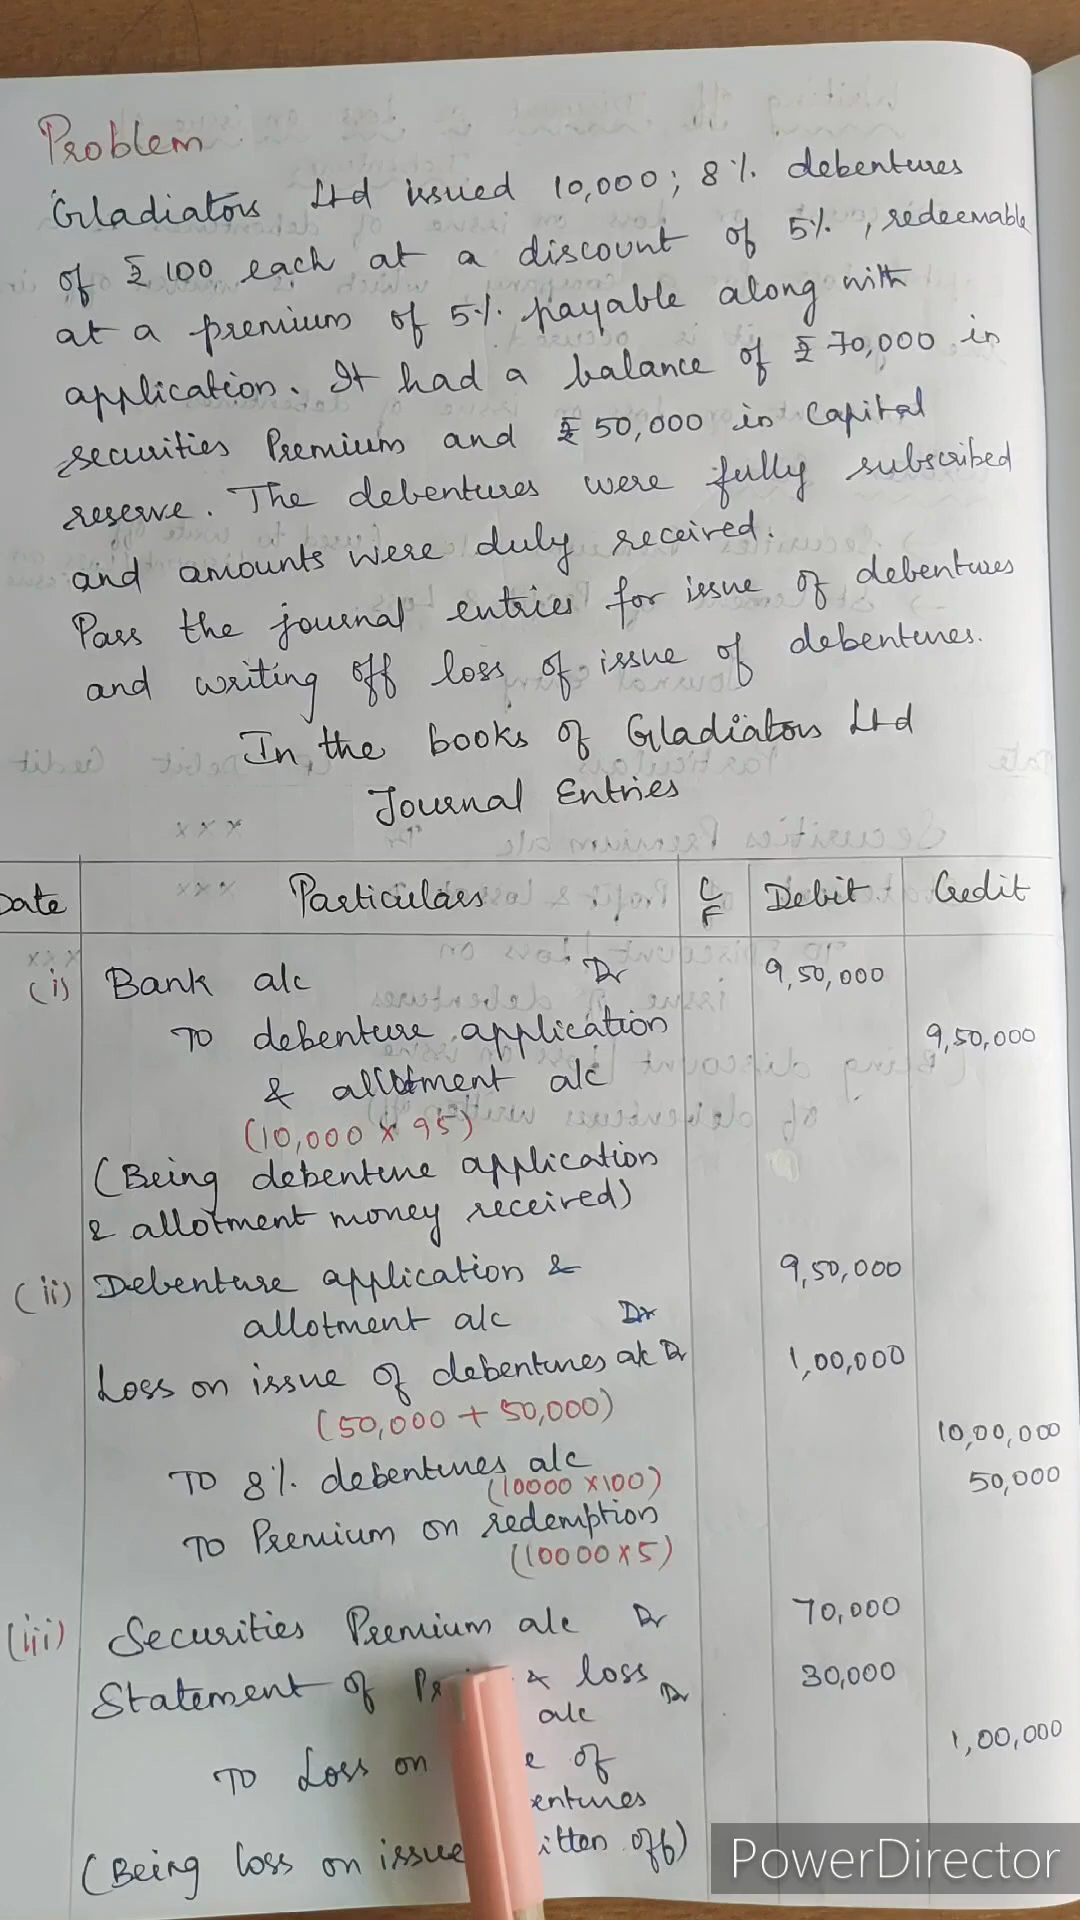 Problem
Gladiators Ltd issued 10,000; 8% debentures
of ₹ 100 each at a discount of 5%, redeemable
at a premium of 5% payable along with
application. It had a balance of ₹ 70,000 in
securities Premium and ₹ 50,000 in Capital
reserve. The debentures were fully subscribed
and amounts were duly received.
Pass the journal entries for issue of debentures
and writing off loss of issue of debentures.
In the books of Gladiators Ltd
Journal Entries
Date Particulars L F Debit Credit
(i) Bank a/c Dr 9,50,000
TO debenture application 9,50,000
& allotment a/c
(10,000 x 95)
(Being debenture application
& allotment money received)
(ii) Debenture application & 9,50,000
allotment a/c Dr
Loss on issue of debentures a/c Dr 1,00,000
(50,000 + 50,000)
10,00,000
TO 8% debentures a/c 50,000
(10000 x 100)
TO Premium on redemption
(10000 x 5)
(iii) Securities Premium a/c Dr 70,000
Statement of & loss Dr 30,000
a/c
TO Loss on of 1,00,000
(Being loss on issue off)
PowerDirector